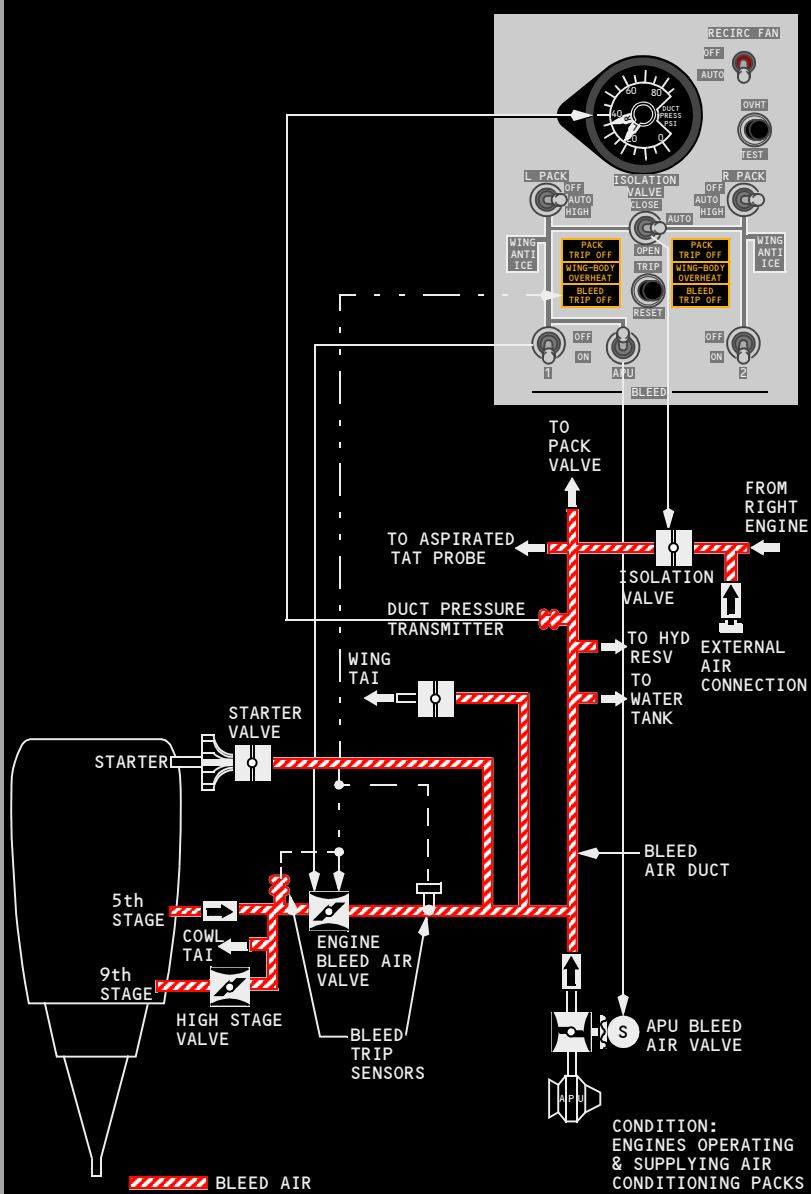 RECIRC FAN
OFF
AUTO
60
80
40
20
0
DUCT
PRESS
PSI
OVHT
TEST
L PACK
OFF
AUTO
HIGH
ISOLATION
VALVE
CLOSE
AUTO
OPEN
R PACK
OFF
AUTO
HIGH
WING
ANTI
ICE
PACK
TRIP OFF
WING-BODY
OVERHEAT
BLEED
TRIP OFF
TRIP
RESET
PACK
TRIP OFF
WING-BODY
OVERHEAT
BLEED
TRIP OFF
WING
ANTI
ICE
OFF
ON
1
APU
OFF
ON
2
BLEED
TO
PACK
VALVE
FROM
RIGHT
ENGINE
TO ASPIRATED
TAT PROBE
ISOLATION
VALVE
DUCT PRESSURE
TRANSMITTER
TO HYD
RESV
EXTERNAL
AIR
CONNECTION
WING
TAI
TO
WATER
TANK
STARTER
VALVE
STARTER
BLEED
AIR DUCT
5th
STAGE
COWL
TAI
ENGINE
BLEED AIR
VALVE
9th
STAGE
HIGH STAGE
VALVE
BLEED
TRIP
SENSORS
S
APU BLEED
AIR VALVE
APU
CONDITION:
ENGINES OPERATING
& SUPPLYING AIR
CONDITIONING PACKS
BLEED AIR